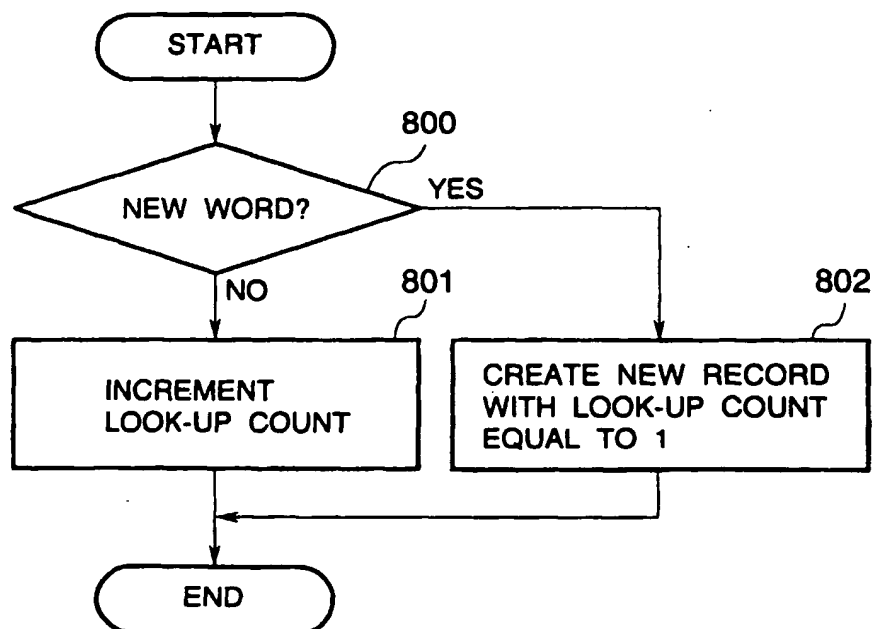 START
800
NEW WORD?
YES
NO
801
802
INCREMENT
LOOK-UP COUNT
CREATE NEW RECORD
WITH LOOK-UP COUNT
EQUAL TO 1
END